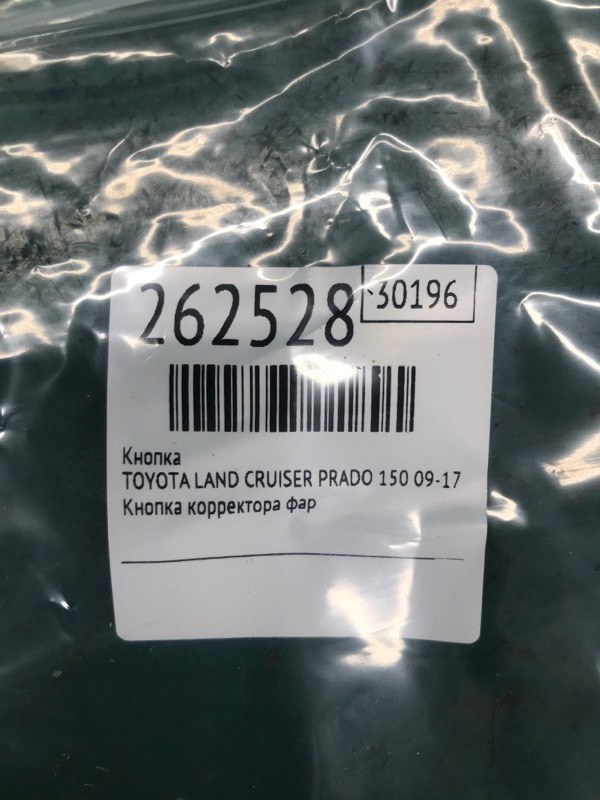 262528
30196
Кнопка
TOYOTA LAND CRUISER PRADO 150 09-17
Кнопка корректора фар